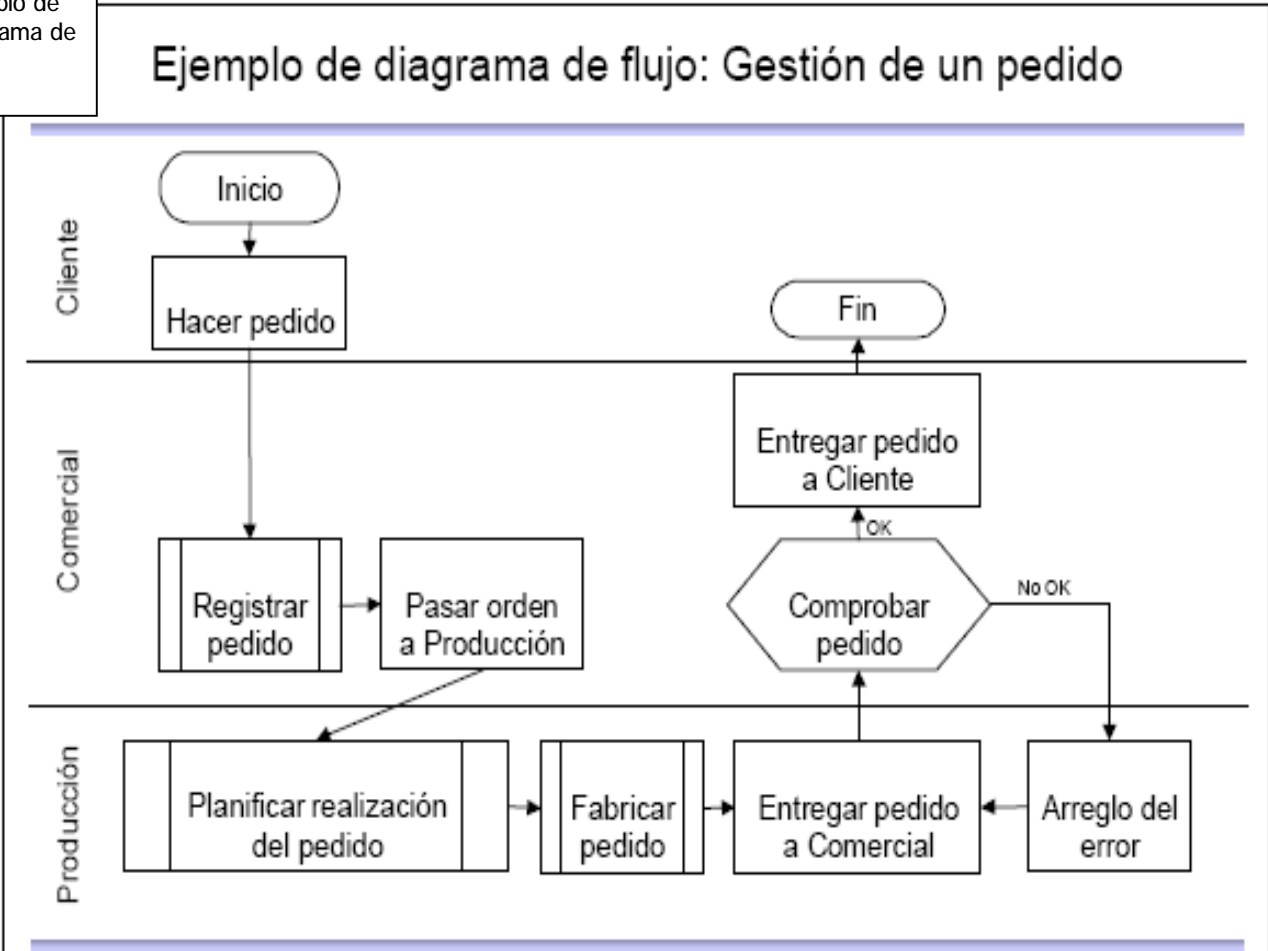 ama de
Ejemplo de diagrama de flujo: Gestión de un pedido
Cliente
Inicio
Hacer pedido
Fin
Comercial
Entregar pedido
a Cliente
OK
Registrar
pedido
Pasar orden
a Producción
Comprobar
pedido
No OK
Producción
Planificar realización
del pedido
Fabricar
pedido
Entregar pedido
a Comercial
Arreglo del
error